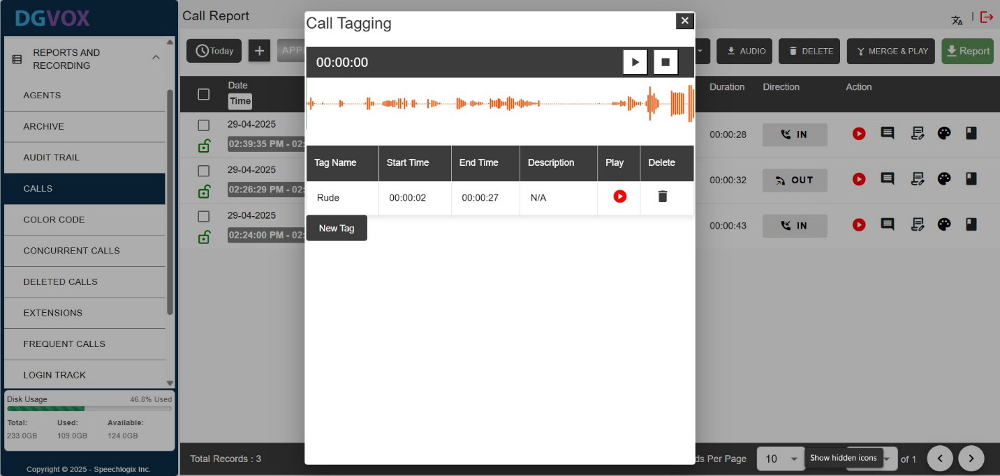 DGVOX
REPORTS AND
RECORDING
AGENTS
ARCHIVE
AUDIT TRAIL
CALLS
COLOR CODE
CONCURRENT CALLS
DELETED CALLS
EXTENSIONS
FREQUENT CALLS
LOGIN TRACK
Disk Usage 46.8% Used
Total: Used: Available:
233.0GB 109.0GB 124.0GB
Copyright © 2025 - Speechlogix Inc.
Call Report
Today + APP
AUDIO DELETE MERGE & PLAY Report
Date
Time
Duration Direction Action
29-04-2025
02:39:35 PM - 02:
00:00:28 IN
29-04-2025
02:26:29 PM - 02:
00:00:32 OUT
29-04-2025
02:24:00 PM - 02:
00:00:43 IN
Call Tagging
00:00:00
Tag Name Start Time End Time Description Play Delete
Rude 00:00:02 00:00:27 N/A
New Tag
Total Records : 3
ds Per Page 10 Show hidden icons of 1